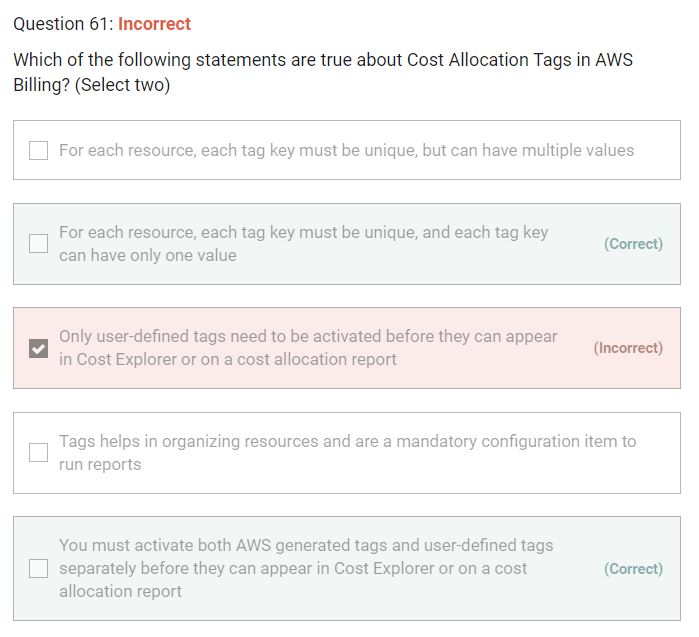 Question 61: Incorrect
Which of the following statements are true about Cost Allocation Tags in AWS
Billing? (Select two)
For each resource, each tag key must be unique, but can have multiple values
For each resource, each tag key must be unique, and each tag key
can have only one value
(Correct)
Only user-defined tags need to be activated before they can appear
in Cost Explorer or on a cost allocation report
(Incorrect)
Tags helps in organizing resources and are a mandatory configuration item to
run reports
You must activate both AWS generated tags and user-defined tags
separately before they can appear in Cost Explorer or on a cost
allocation report
(Correct)